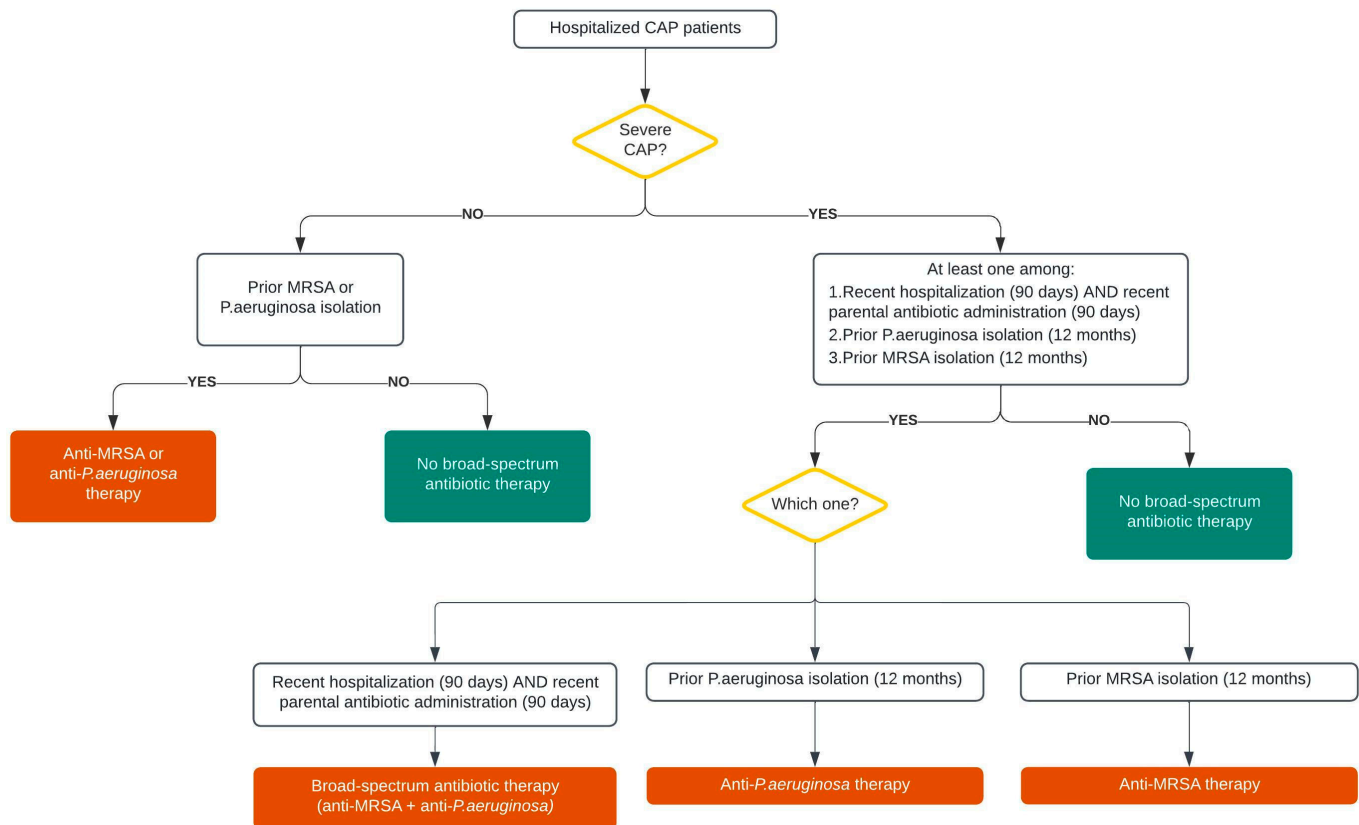 Hospitalized CAP patients
Severe
CAP?
NO
YES
Prior MRSA or
P.aeruginosa isolation
At least one among:
1.Recent hospitalization (90 days) AND recent
parental antibiotic administration (90 days)
2.Prior P.aeruginosa isolation (12 months)
3.Prior MRSA isolation (12 months)
YES
NO
YES
NO
Anti-MRSA or
anti-P.aeruginosa
therapy
No broad-spectrum
antibiotic therapy
Which one?
No broad-spectrum
antibiotic therapy
Recent hospitalization (90 days) AND recent
parental antibiotic administration (90 days)
Prior P.aeruginosa isolation (12 months)
Prior MRSA isolation (12 months)
Broad-spectrum antibiotic therapy
(anti-MRSA + anti-P.aeruginosa)
Anti-P.aeruginosa therapy
Anti-MRSA therapy